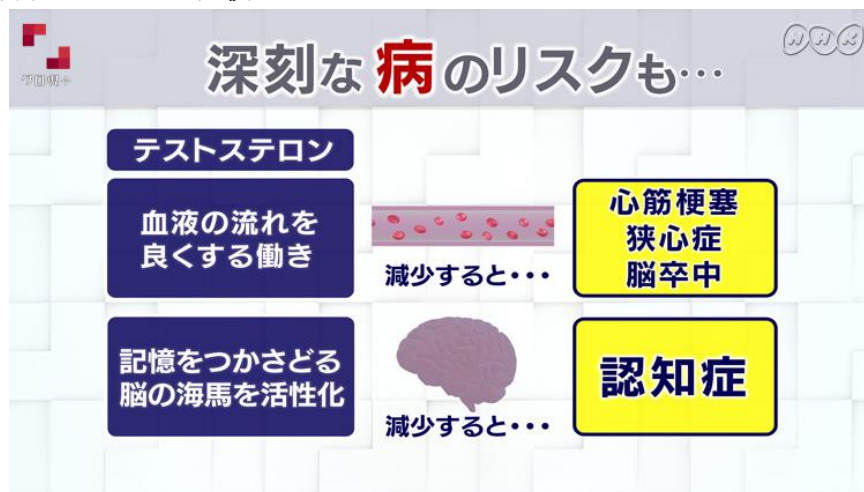 深刻な病のリスクも…
NHK
テストステロン
血液の流れを
良くする働き
減少すると・・・
心筋梗塞
狭心症
脳卒中
記憶をつかさどる
脳の海馬を活性化
減少すると・・・
認知症